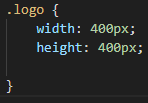 .logo {
    width: 400px;
    height: 400px;

}